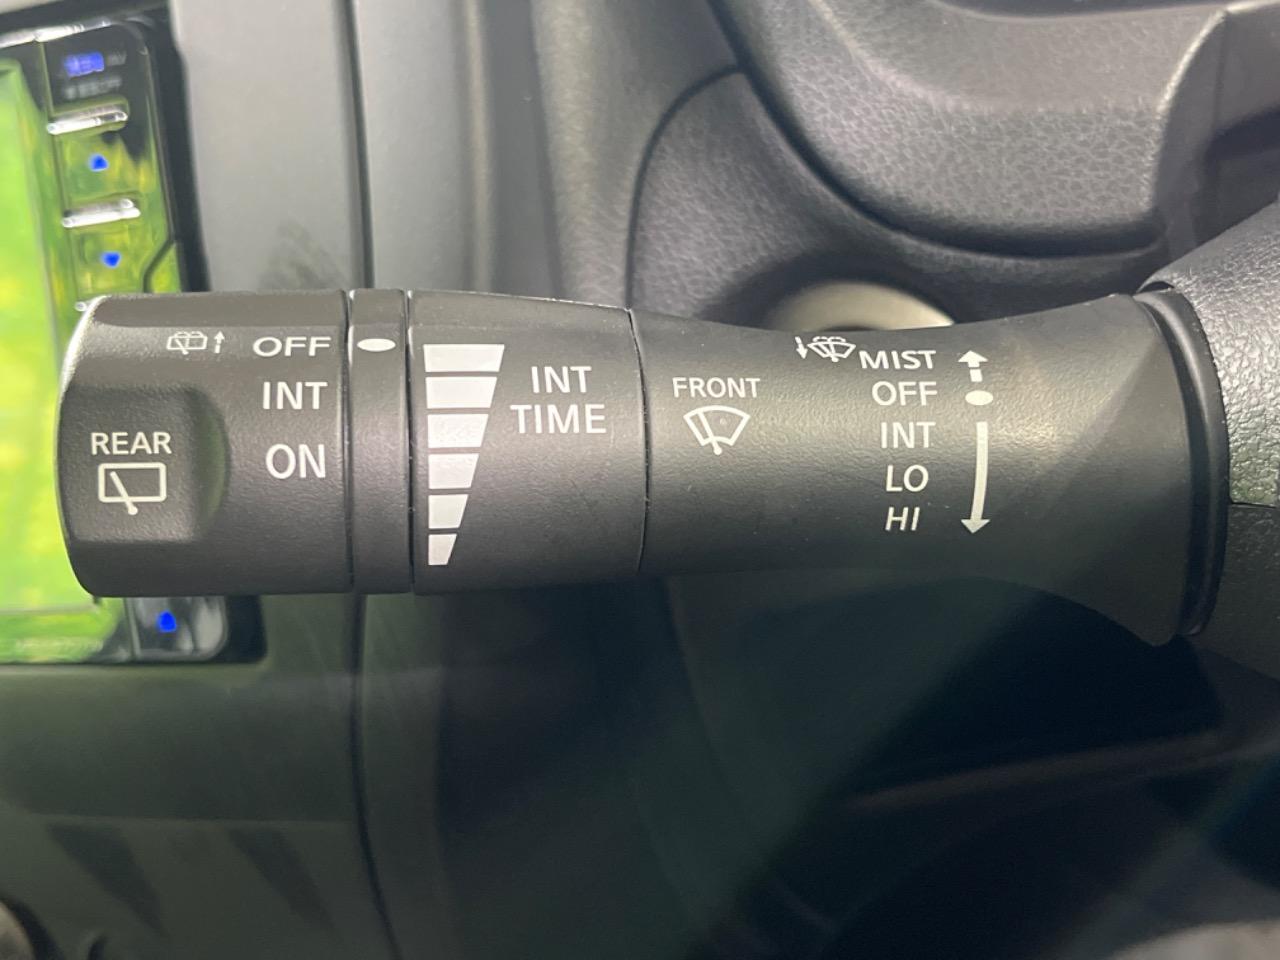 OFF
INT
ON
REAR
INT
TIME
FRONT
MIST
OFF
INT
LO
HI